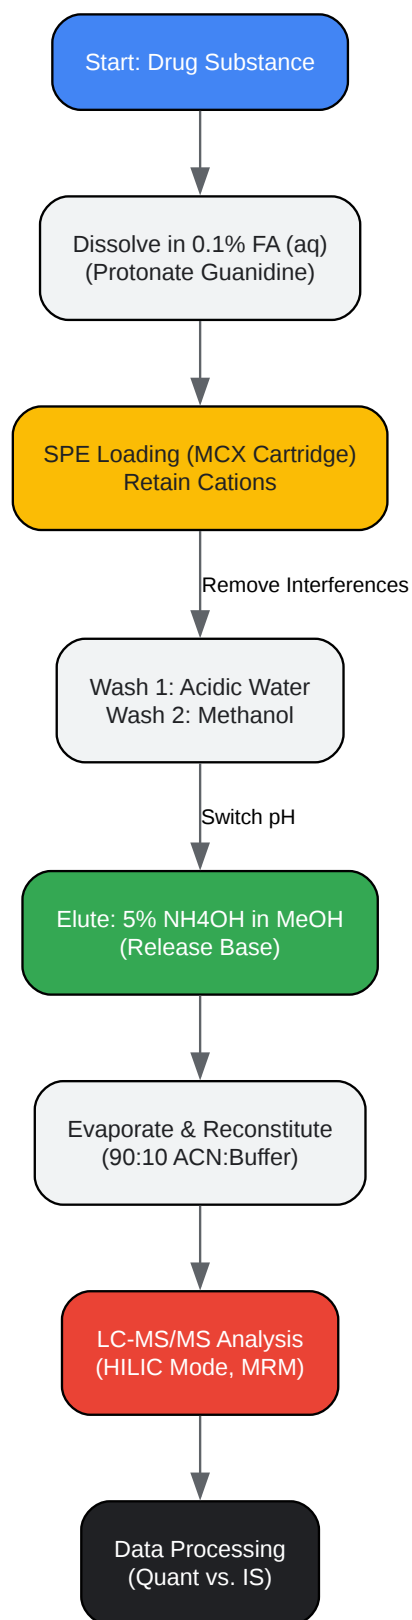 Start: Drug Substance
Dissolve in 0.1% FA (aq)
(Protonate Guanidine)
SPE Loading (MCX Cartridge)
Retain Cations
Remove Interferences
Wash 1: Acidic Water
Wash 2: Methanol
Switch pH
Elute: 5% NH4OH in MeOH
(Release Base)
Evaporate & Reconstitute
(90:10 ACN:Buffer)
LC-MS/MS Analysis
(HILIC Mode, MRM)
Data Processing
(Quant vs. IS)